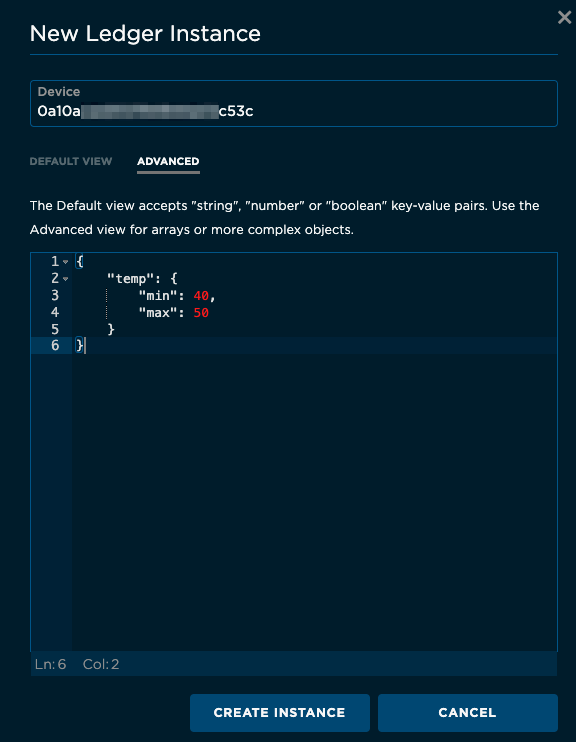 New Ledger Instance
Device
0a10a c53c
DEFAULT VIEW ADVANCED
The Default view accepts "string", "number" or "boolean" key-value pairs. Use the
Advanced view for arrays or more complex objects.
1 {
2 "temp": {
3 "min": 40,
4 "max": 50
5 }
6 }
Ln:6 Col:2
CREATE INSTANCE CANCEL